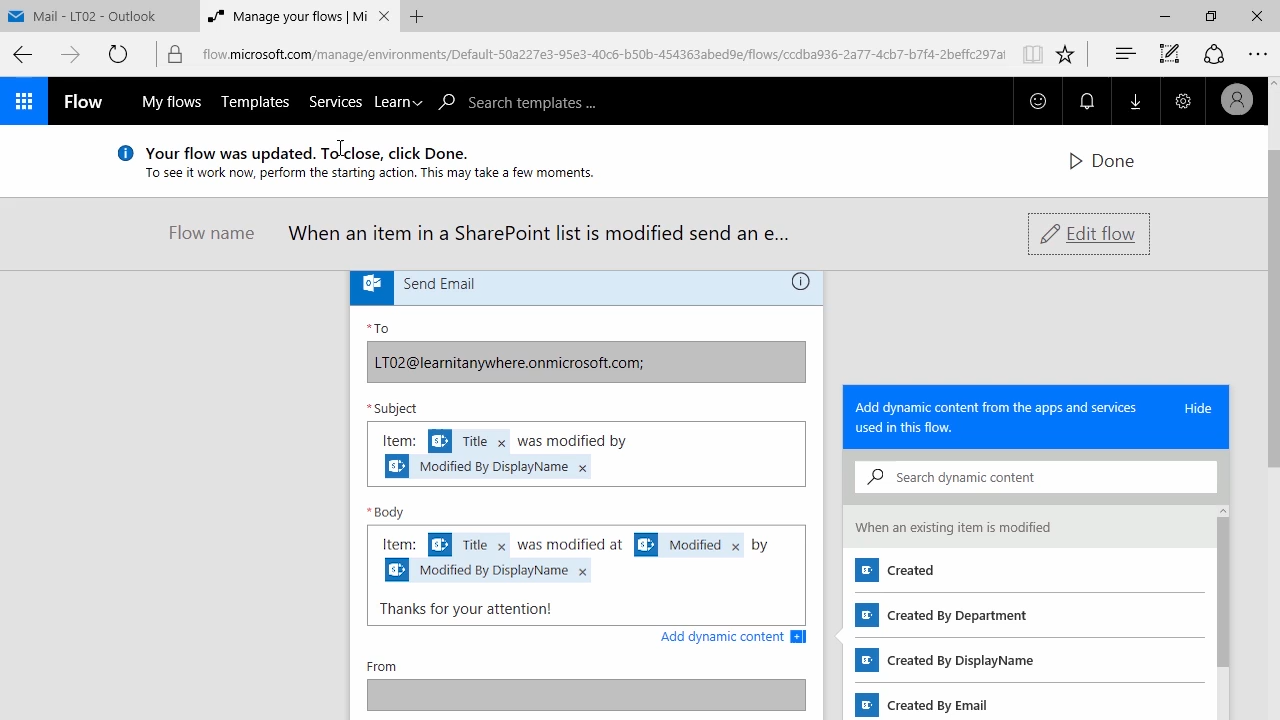 Mail - LT02 - Outlook
Manage your flows | Mi
flow.microsoft.com/manage/environments/Default-50a227e3-95e3-40c6-b50b-454363abed9e/flows/ccdba936-2a77-4cb7-b7f4-2beffc297af
Flow
My flows
Templates
Services
Learn
Search templates ...
Your flow was updated. To close, click Done.
To see it work now, perform the starting action. This may take a few moments.
Done
Flow name
When an item in a SharePoint list is modified send an e...
Edit flow
Send Email
* To
LT02@learnitanywhere.onmicrosoft.com;
* Subject
Item: Title × was modified by
Modified By DisplayName ×
* Body
Item: Title × was modified at Modified × by
Modified By DisplayName ×
Thanks for your attention!
Add dynamic content
From
Add dynamic content from the apps and services
used in this flow.
Hide
Search dynamic content
When an existing item is modified
Created
Created By Department
Created By DisplayName
Created By Email